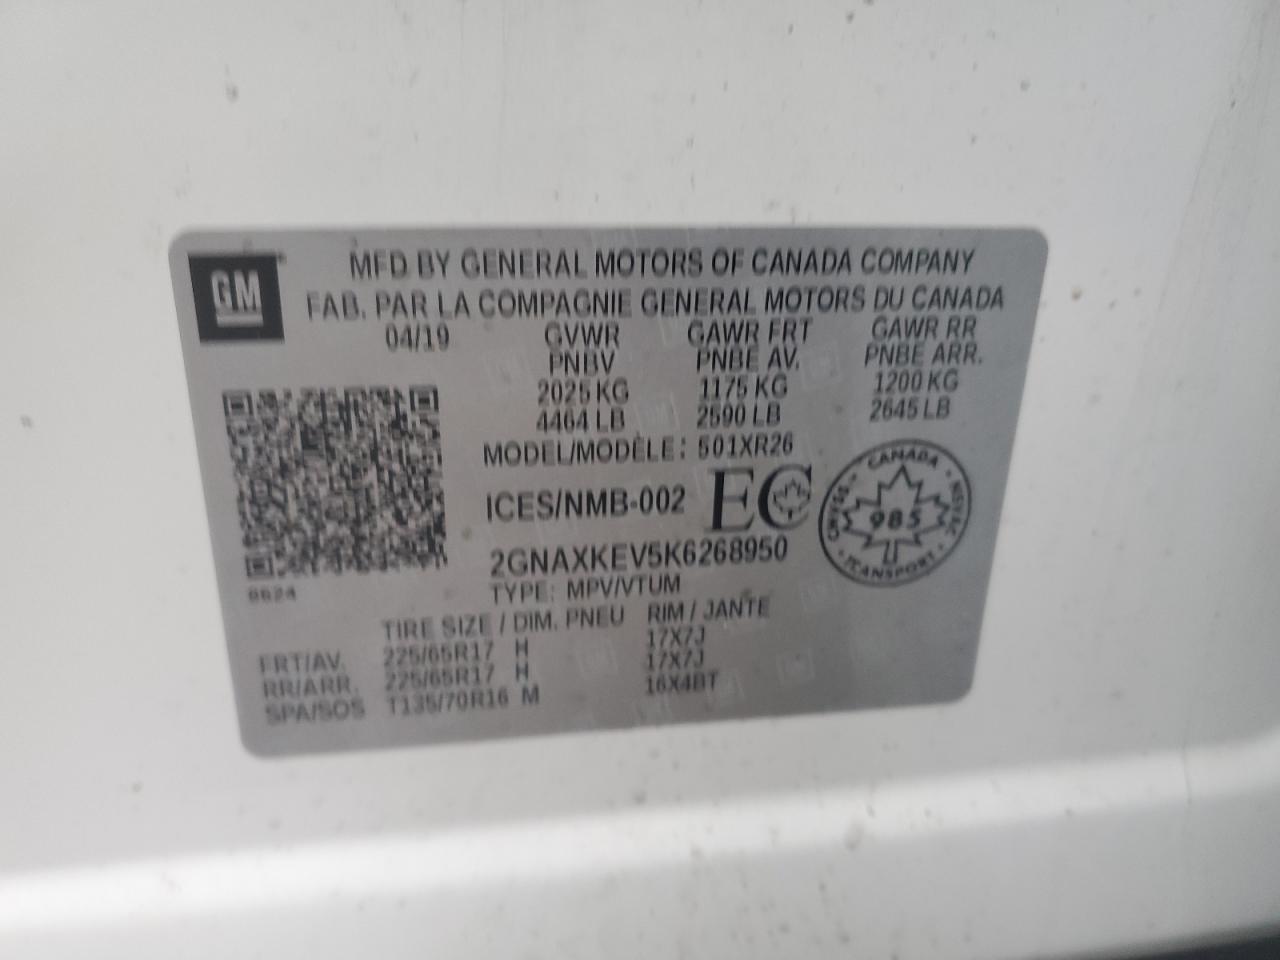 GM
MFD BY GENERAL MOTORS OF CANADA COMPANY
FAB. PAR LA COMPAGNIE GENERAL MOTORS DU CANADA
04/19 GVWR GAWR FRT GAWR RR
PNBV PNBE AV. PNBE ARR.
2025 KG 1175 KG 1200 KG
4464 LB 2590 LB 2645 LB
MODEL/MODÈLE: 501XR26
ICES/NMB-002 EC
CANADA
985
TRANSPORT
2GNAXKEV5K6268950
TYPE: MPV/VTUM
TIRE SIZE / DIM. PNEU RIM / JANTE
FRT/AV. 225/65R17 H 17X7J
RR/ARR. 225/65R17 H 17X7J
SPA/SOS T135/70R16 M 16X4BT